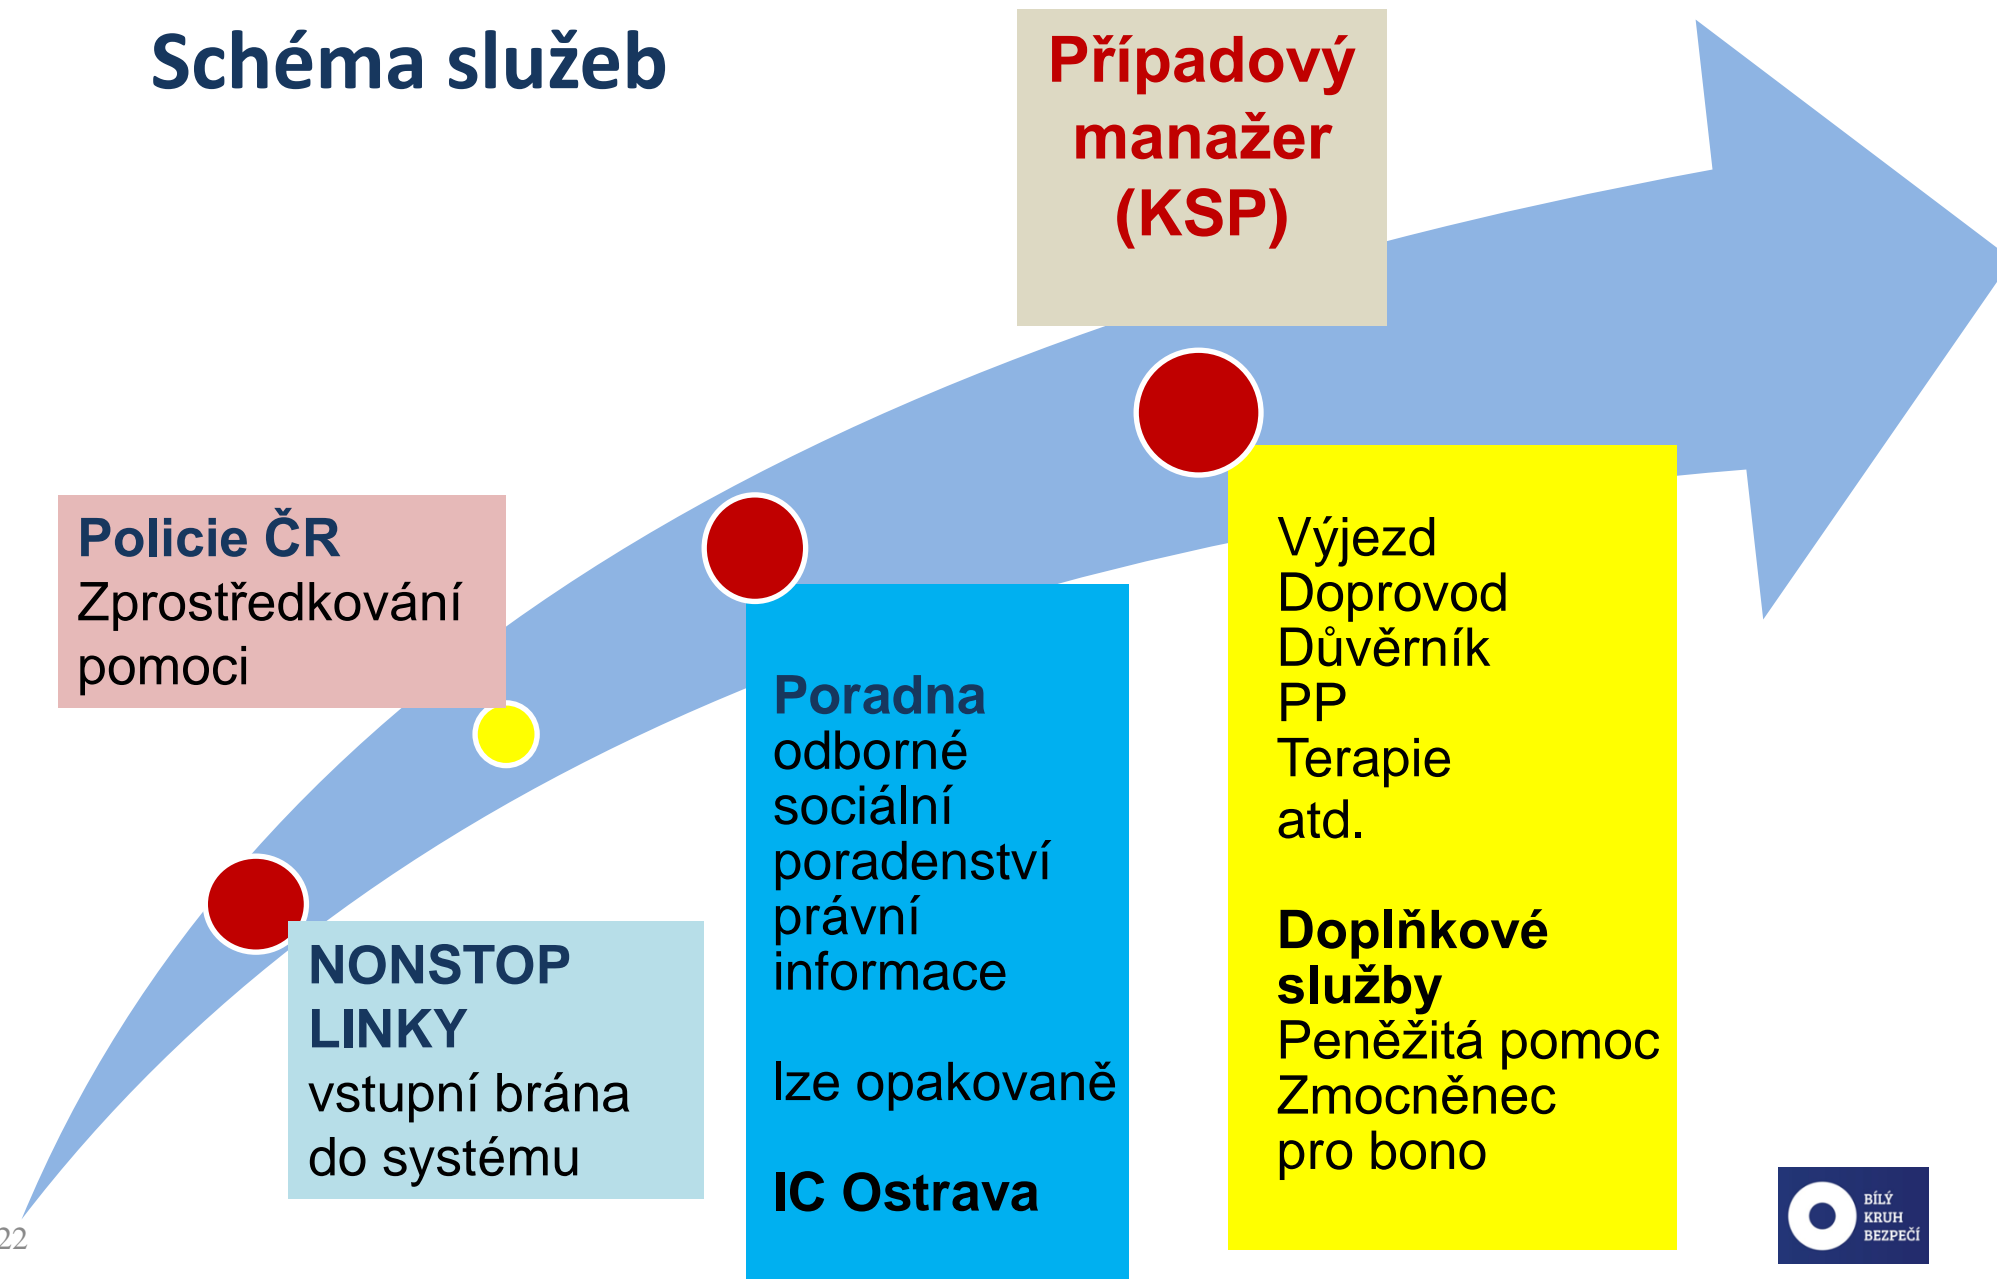 Schéma služeb
Případový
manažer
(KSP)
Policie ČR
Zprostředkování
pomoci
NONSTOP
LINKY
vstupní brána
do systému
Poradna
odborné
sociální
poradenství
právní
informace
lze opakovaně
IC Ostrava
Výjezd
Doprovod
Důvěrník
PP
Terapie
atd.
Doplňkové
služby
Peněžitá pomoc
Zmocněnec
pro bono
22
BÍLÝ
KRUH
BEZPEČÍ